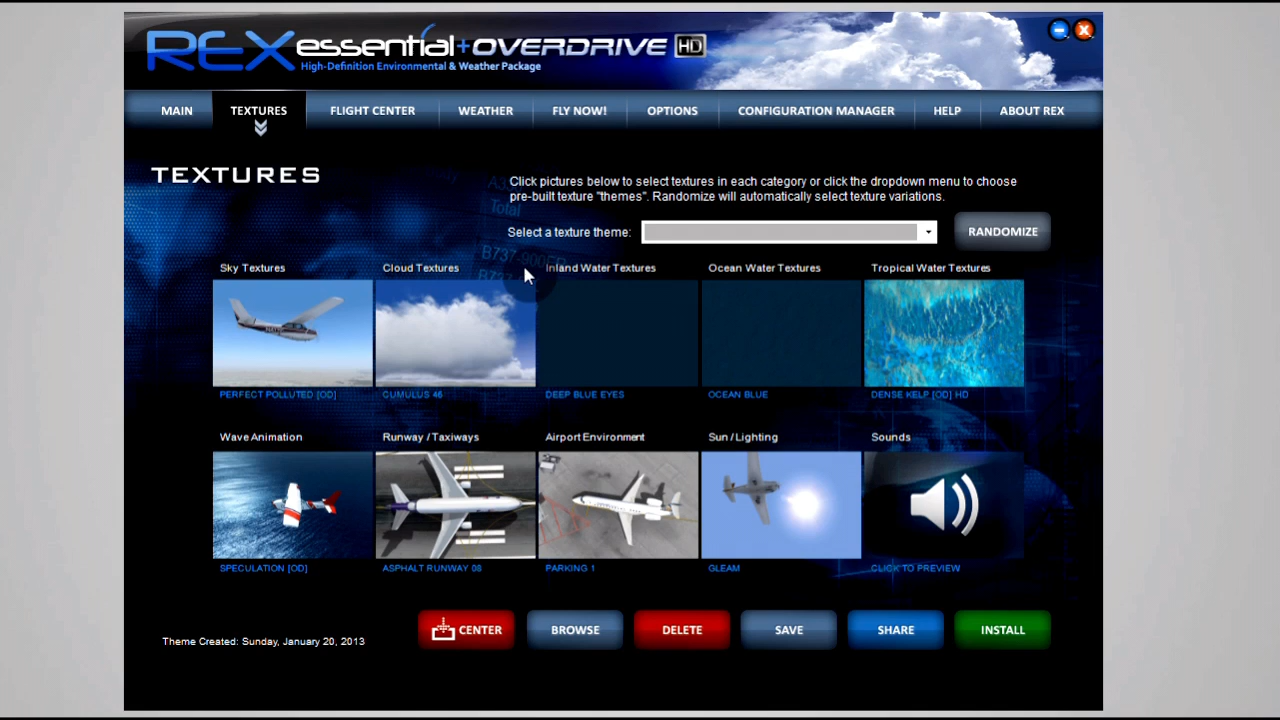 REX essential+OVERDRIVE HD
High-Definition Environmental & Weather Package
MAIN TEXTURES FLIGHT CENTER WEATHER FLY NOW! OPTIONS CONFIGURATION MANAGER HELP ABOUT REX
TEXTURES
Click pictures below to select textures in each category or click the dropdown menu to choose
pre-built texture "themes". Randomize will automatically select texture variations.
Total
Select a texture theme: RANDOMIZE
B737-900ER
Sky Textures Cloud Textures Inland Water Textures Ocean Water Textures Tropical Water Textures
PERFECT POLLUTED [OD] CUMULUS 46 DEEP BLUE EYES OCEAN BLUE DENSE KELP [OD] HD
Wave Animation Runway / Taxiways Airport Environment Sun / Lighting Sounds
SPECULATION [OD] ASPHALT RUNWAY 08 PARKING 1 GLEAM CLICK TO PREVIEW
Theme Created: Sunday, January 20, 2013 CENTER BROWSE DELETE SAVE SHARE INSTALL